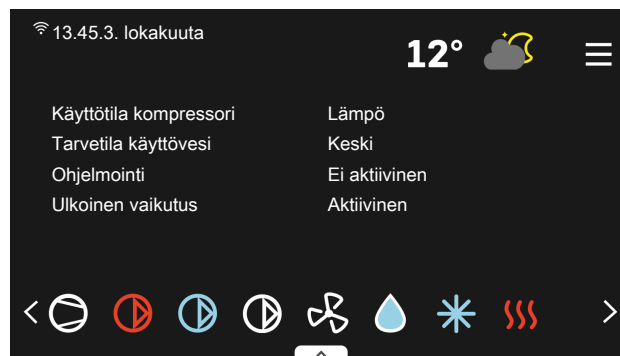 13.45.3. lokakuuta
12°
Käyttötila kompressori Lämpö
Tarvetila käyttövesi Keski
Ohjelmointi Ei aktiivinen
Ulkoinen vaikutus Aktiivinen